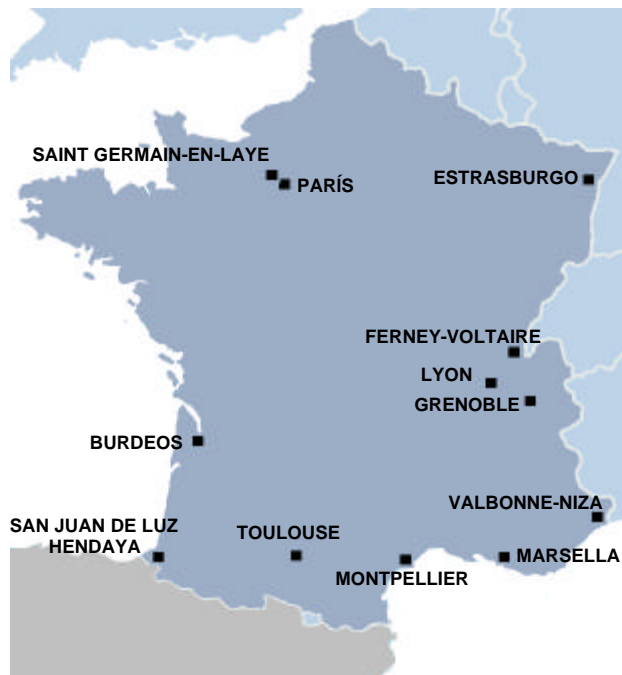 SAINT GERMAIN-EN-LAYE
PARÍS
ESTRASBURGO
FERNEY-VOLTAIRE
LYON
GRENOBLE
BURDEOS
VALBONNE-NIZA
SAN JUAN DE LUZ
HENDAYA
TOULOUSE
MARSELLA
MONTPELLIER